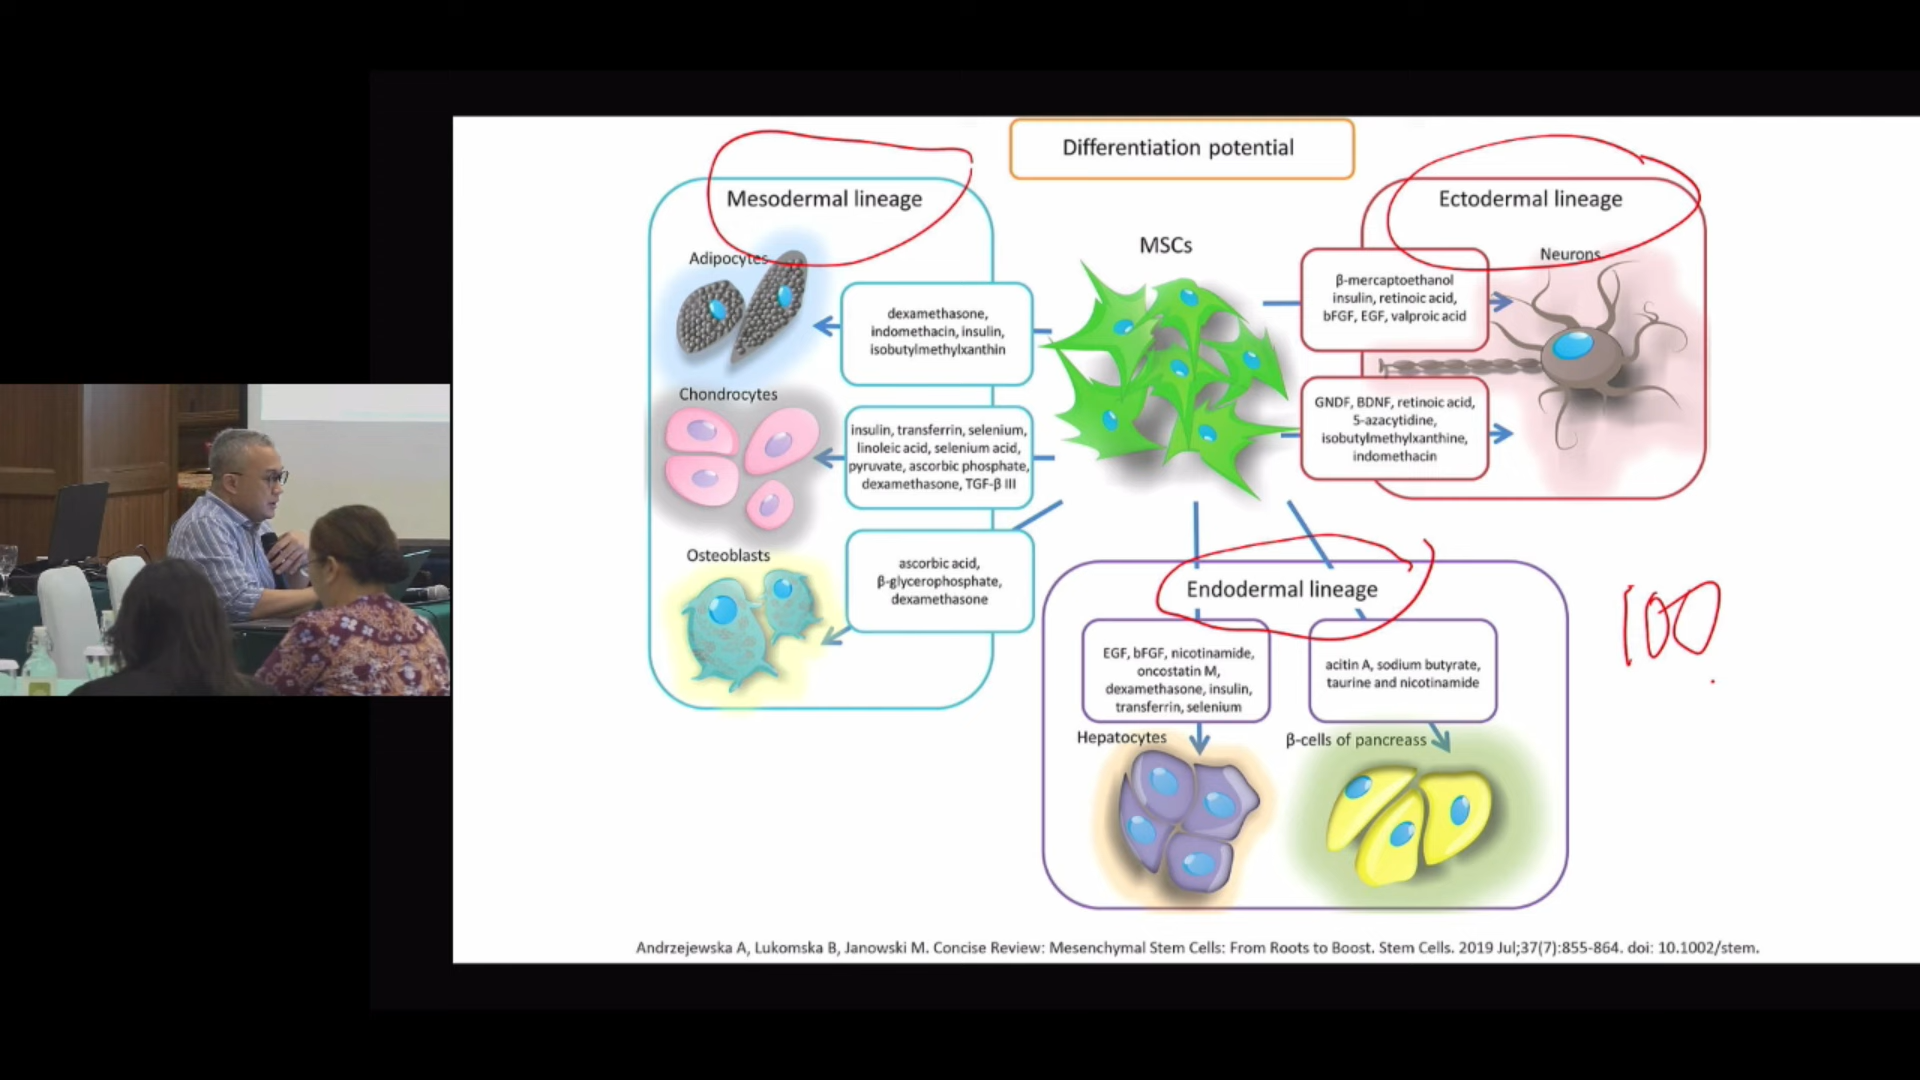 Differentiation potential
Mesodermal lineage
Adipocytes
dexamethasone,
indomethacin, insulin,
isobutylmethylxanthin
Chondrocytes
insulin, transferrin, selenium,
linoleic acid, selenium acid,
pyruvate, ascorbic phosphate,
dexamethasone, TGF-β III
Osteoblasts
ascorbic acid,
β-glycerophosphate,
dexamethasone
MSCs
Ectodermal lineage
Neurons
β-mercaptoethanol
insulin, retinoic acid,
bFGF, EGF, valproic acid
GNDF, BDNF, retinoic acid,
5-azacytidine,
isobutylmethylxanthine,
indomethacin
Endodermal lineage
EGF, bFGF, nicotinamide,
oncostatin M,
dexamethasone, insulin,
transferrin, selenium
Hepatocytes
acitin A, sodium butyrate,
taurine and nicotinamide
β-cells of pancreass
100
Andrzejewska A, Lukomska B, Janowski M. Concise Review: Mesenchymal Stem Cells: From Roots to Boost. Stem Cells. 2019 Jul;37(7):855-864. doi: 10.1002/stem.